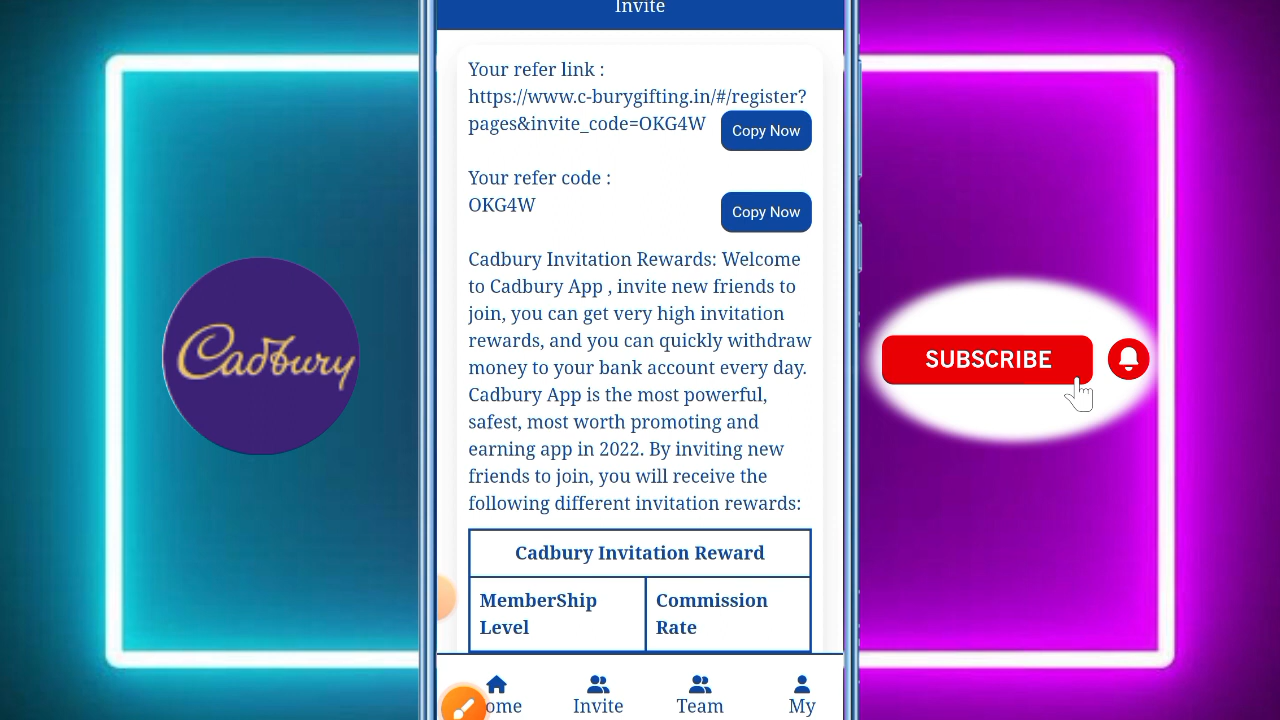 Invite
Your refer link :
https://www.c-burygifting.in/#/register?
pages&invite_code=OKG4W
Copy Now
Your refer code :
OKG4W
Copy Now
Cadbury Invitation Rewards: Welcome
to Cadbury App , invite new friends to
join, you can get very high invitation
rewards, and you can quickly withdraw
money to your bank account every day.
Cadbury App is the most powerful,
safest, most worth promoting and
earning app in 2022. By inviting new
friends to join, you will receive the
following different invitation rewards:
Cadbury Invitation Reward
MemberShip
Level
Commission
Rate
ome
Invite
Team
My
Cadbury
SUBSCRIBE